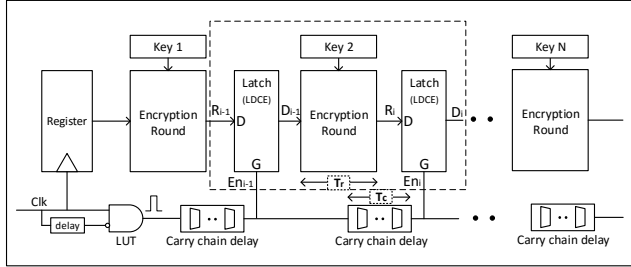 Key 1
Key 2
Key N
Register
Encryption
Round
R_{i-1}
Latch
(LDCE)
D
G
D_{i-1}
Encryption
Round
R_i
Latch
(LDCE)
D
G
D_i
Encryption
Round
En_{i-1}
T_r
En_i
T_c
Clk
delay
LUT
Carry chain delay
Carry chain delay
Carry chain delay